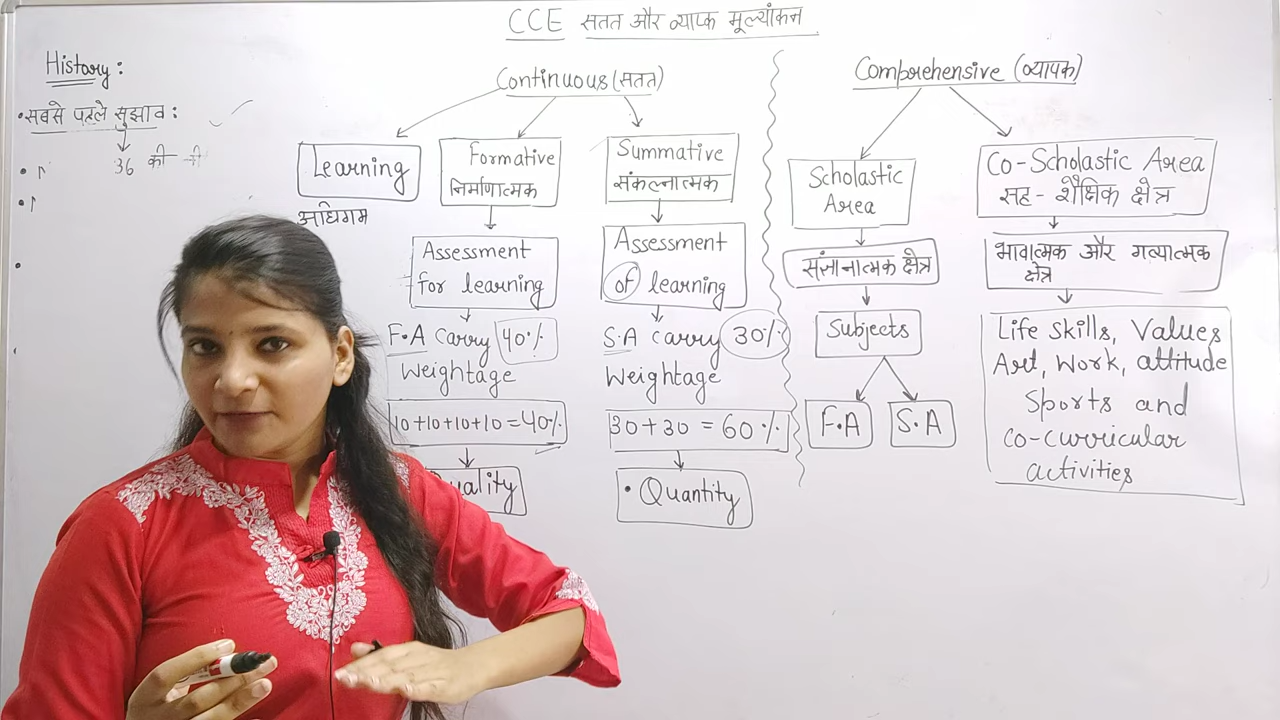 CCE सतत और व्यापक मूल्यांकन
History :
• सबसे पहले सुझाव :
36 की
Continuous (सतत)
Learning
अधिगम
Formative
निर्माणात्मक
Assessment
for learning
F.A carry 40%
Weightage
10+10+10+10=40%
uality
Summative
संकल्नात्मक
Assessment
of learning
S.A carry 30%
Weightage
30+30 = 60%
• Quantity
Comprehensive (व्यापक)
Scholastic
Area
संज्ञानात्मक क्षेत्र
Subjects
F.A
S.A
Co-Scholastic Area
सह-शैक्षिक क्षेत्र
भावात्मक और गत्यात्मक
क्षेत्र
Life skills, Values
Art, Work, attitude
Sports and
co-curricular
activities